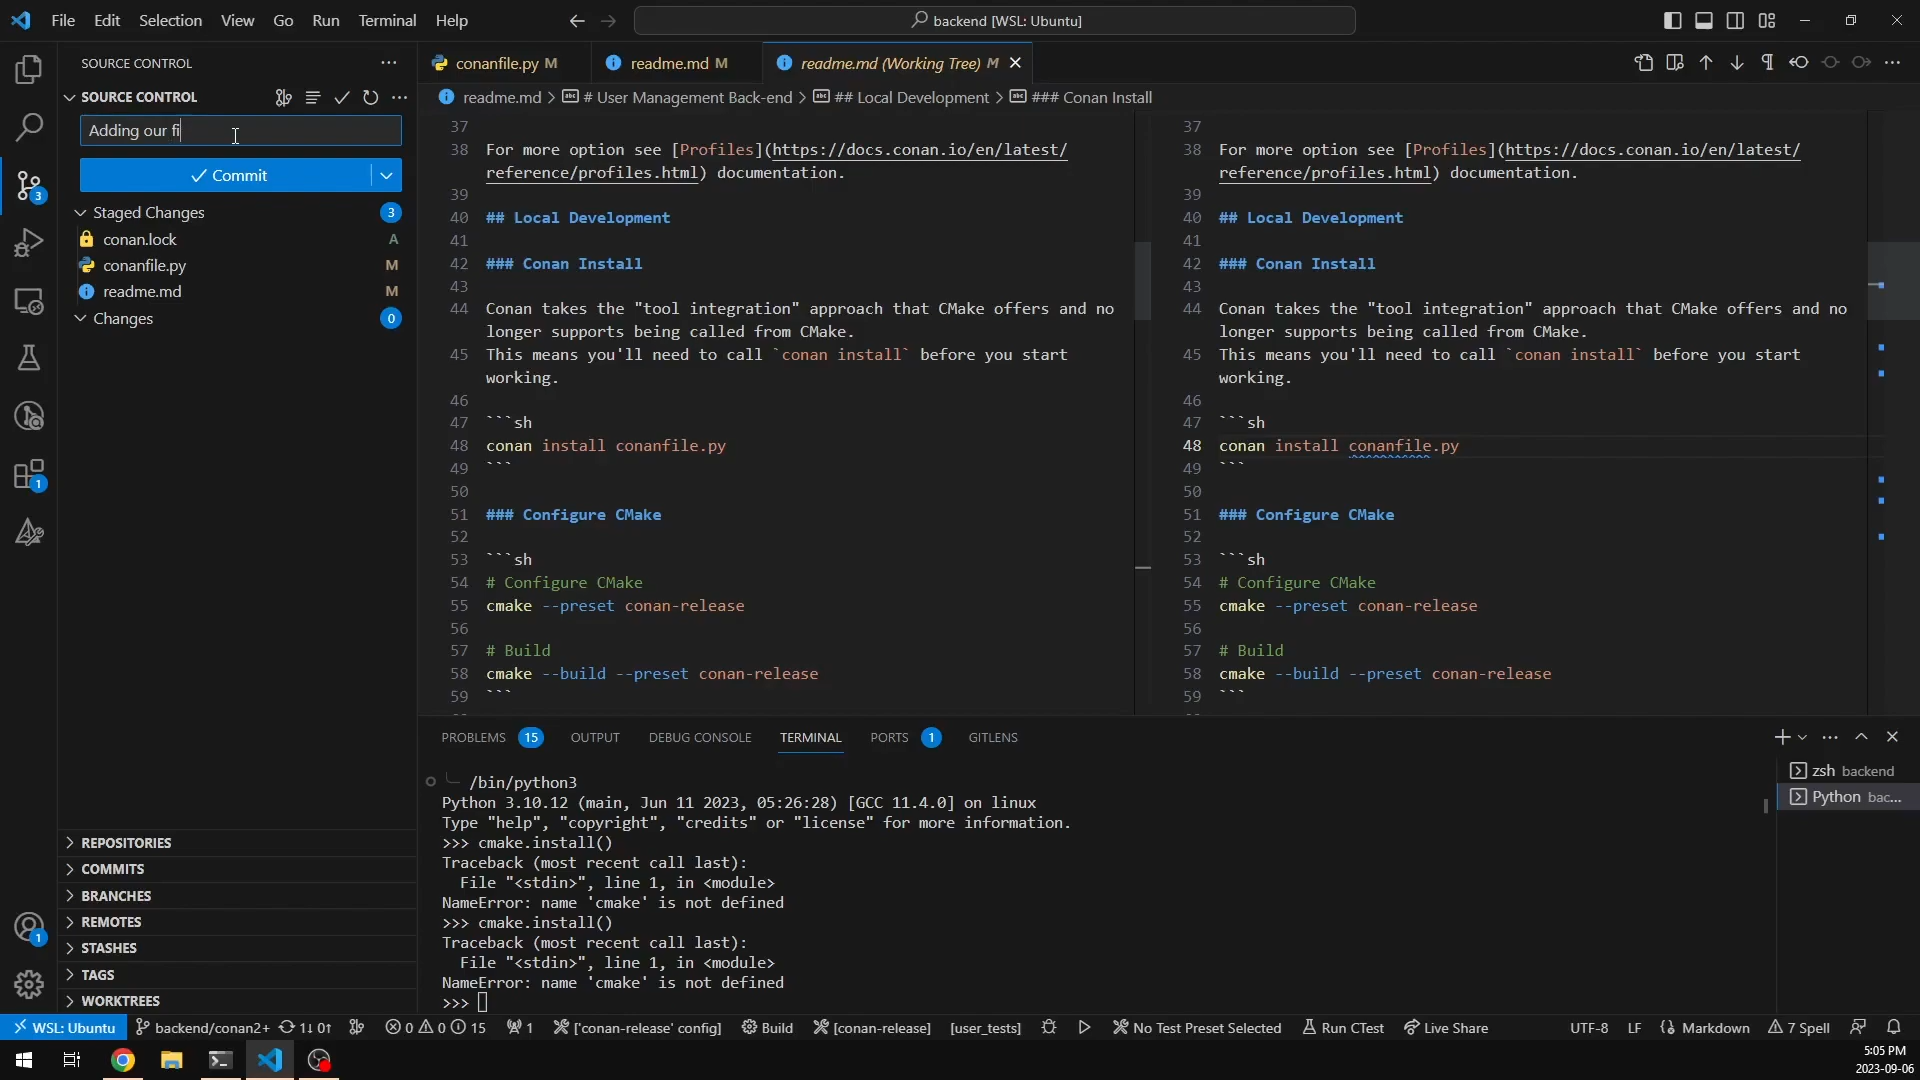 File Edit Selection View Go Run Terminal Help
backend [WSL: Ubuntu]
SOURCE CONTROL
SOURCE CONTROL
Adding our fi
Commit
Staged Changes 3
conan.lock A
conanfile.py M
readme.md M
Changes 0
3
1
1
REPOSITORIES
COMMITS
BRANCHES
REMOTES
STASHES
TAGS
WORKTREES
conanfile.py M
readme.md M
readme.md (Working Tree) M
readme.md > # User Management Back-end > ## Local Development > ### Conan Install
37
38 For more option see [Profiles](https://docs.conan.io/en/latest/
reference/profiles.html) documentation.
39
40 ## Local Development
41
42 ### Conan Install
43
44 Conan takes the "tool integration" approach that CMake offers and no
longer supports being called from CMake.
45 This means you'll need to call `conan install` before you start
working.
46
47 ```sh
48 conan install conanfile.py
49 ```
50
51 ### Configure CMake
52
53 ```sh
54 # Configure CMake
55 cmake --preset conan-release
56
57 # Build
58 cmake --build --preset conan-release
59 ```
37
38 For more option see [Profiles](https://docs.conan.io/en/latest/
reference/profiles.html) documentation.
39
40 ## Local Development
41
42 ### Conan Install
43
44 Conan takes the "tool integration" approach that CMake offers and no
longer supports being called from CMake.
45 This means you'll need to call `conan install` before you start
working.
46
47 ```sh
48 conan install conanfile.py
49 ```
50
51 ### Configure CMake
52
53 ```sh
54 # Configure CMake
55 cmake --preset conan-release
56
57 # Build
58 cmake --build --preset conan-release
59 ```
PROBLEMS 15 OUTPUT DEBUG CONSOLE TERMINAL PORTS 1 GITLENS
/bin/python3
Python 3.10.12 (main, Jun 11 2023, 05:26:28) [GCC 11.4.0] on linux
Type "help", "copyright", "credits" or "license" for more information.
>>> cmake.install()
Traceback (most recent call last):
File "<stdin>", line 1, in <module>
NameError: name 'cmake' is not defined
>>> cmake.install()
Traceback (most recent call last):
File "<stdin>", line 1, in <module>
NameError: name 'cmake' is not defined
>>>
zsh backend
Python bac...
WSL: Ubuntu backend/conan2+ 1↓ 0↑ 0 0 15 1 ['conan-release' config] Build [conan-release] [user_tests] No Test Preset Selected Run CTest Live Share UTF-8 LF Markdown 7 Spell
5:05 PM
2023-09-06